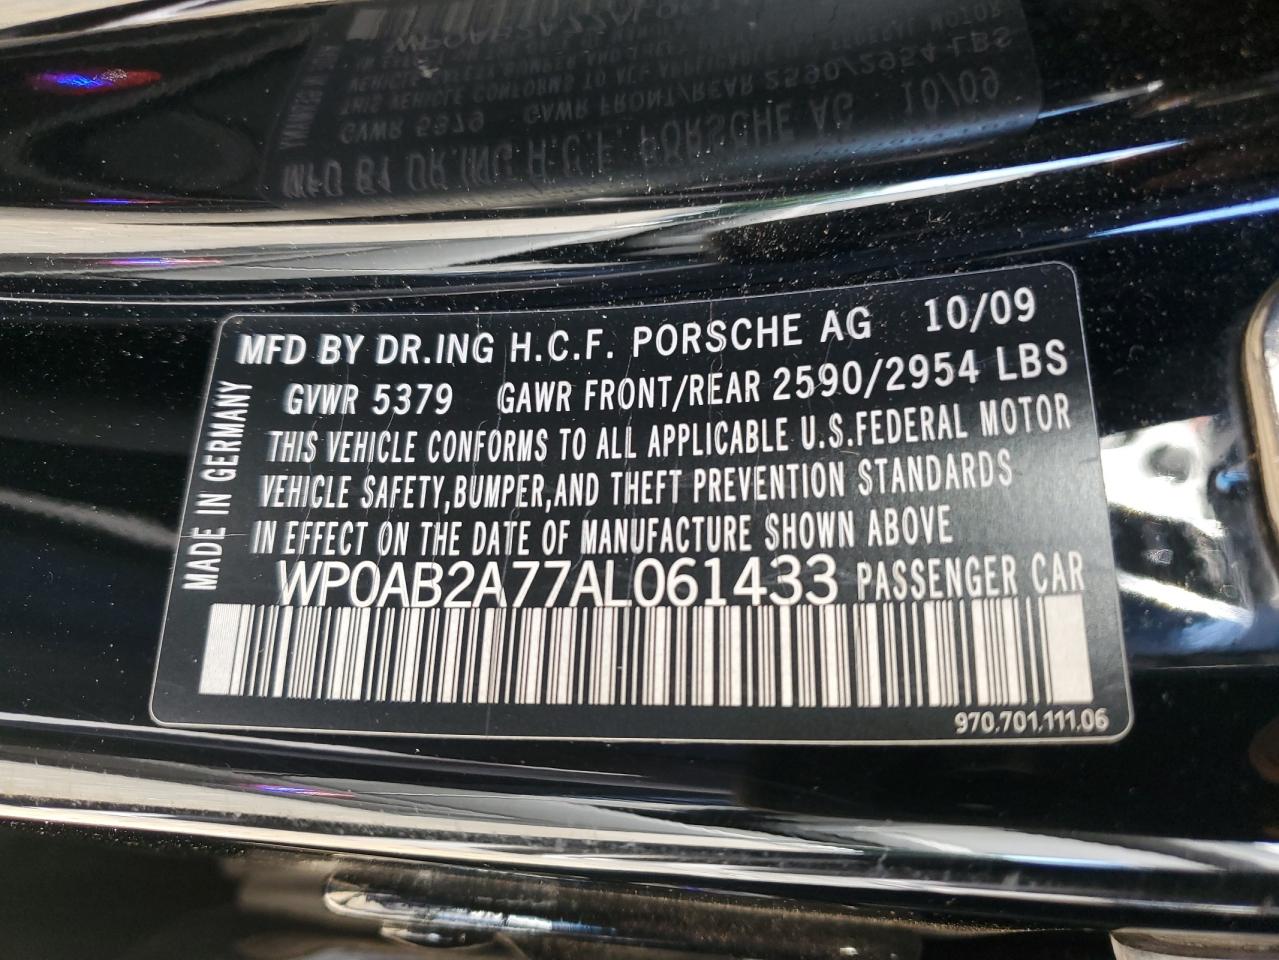 MFD BY DR.ING H.C.F. PORSCHE AG 10/09
GVWR 5379 GAWR FRONT/REAR 2590/2954 LBS
THIS VEHICLE CONFORMS TO ALL APPLICABLE U.S.FEDERAL MOTOR
VEHICLE SAFETY,BUMPER,AND THEFT PREVENTION STANDARDS
IN EFFECT ON THE DATE OF MANUFACTURE SHOWN ABOVE
WP0AB2A77AL061433 PASSENGER CAR
MADE IN GERMANY
970.701.111.06